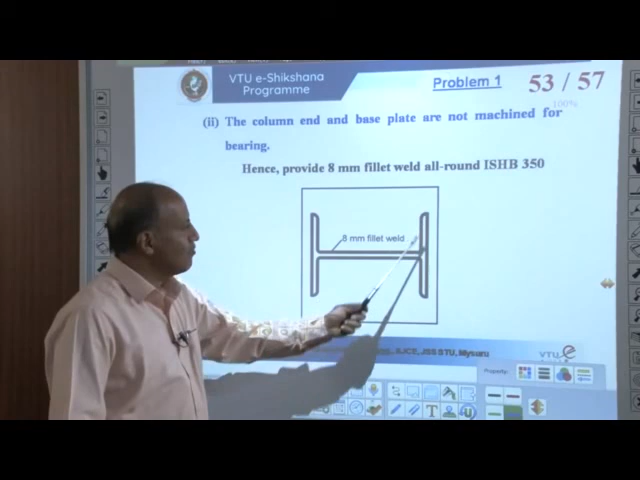 VTU e-Shikshana
Programme
Problem 1
53 / 57
100%
(ii) The column end and base plate are not machined for
bearing.
Hence, provide 8 mm fillet weld all-round ISHB 350
8 mm fillet weld
SJCE, JSS STU, Mysuru
VTU e
Property:
T